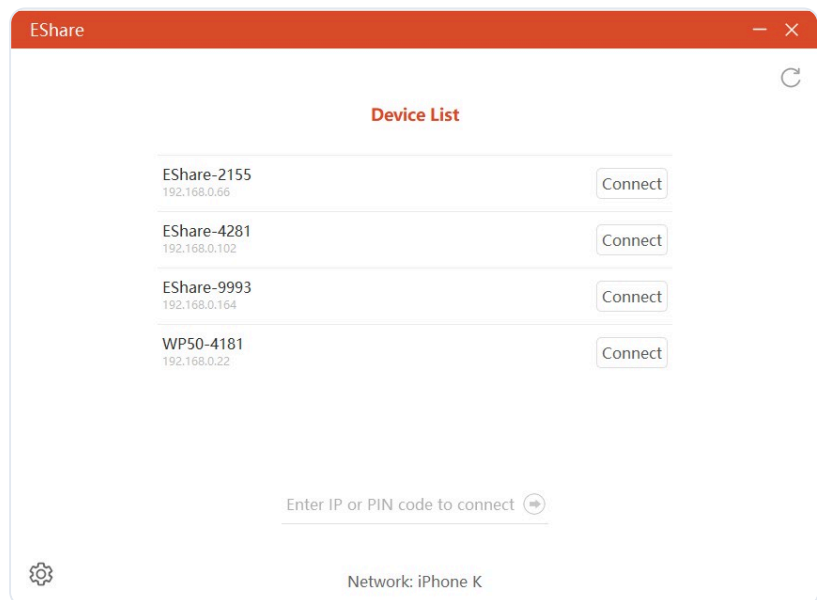 EShare
Device List
EShare-2155
192.168.0.66
Connect
EShare-4281
192.168.0.102
Connect
EShare-9993
192.168.0.164
Connect
WP50-4181
192.168.0.22
Connect
Enter IP or PIN code to connect
Network: iPhone K